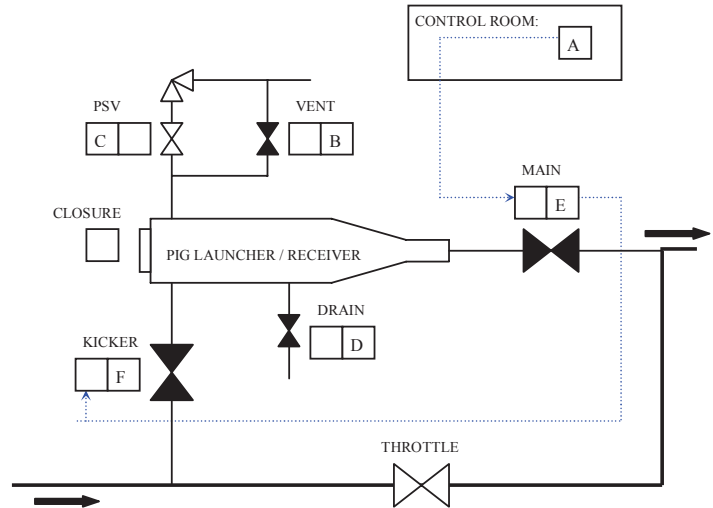 CONTROL ROOM:
A
PSV
VENT
C
B
MAIN
E
CLOSURE
PIG LAUNCHER / RECEIVER
DRAIN
D
KICKER
F
THROTTLE